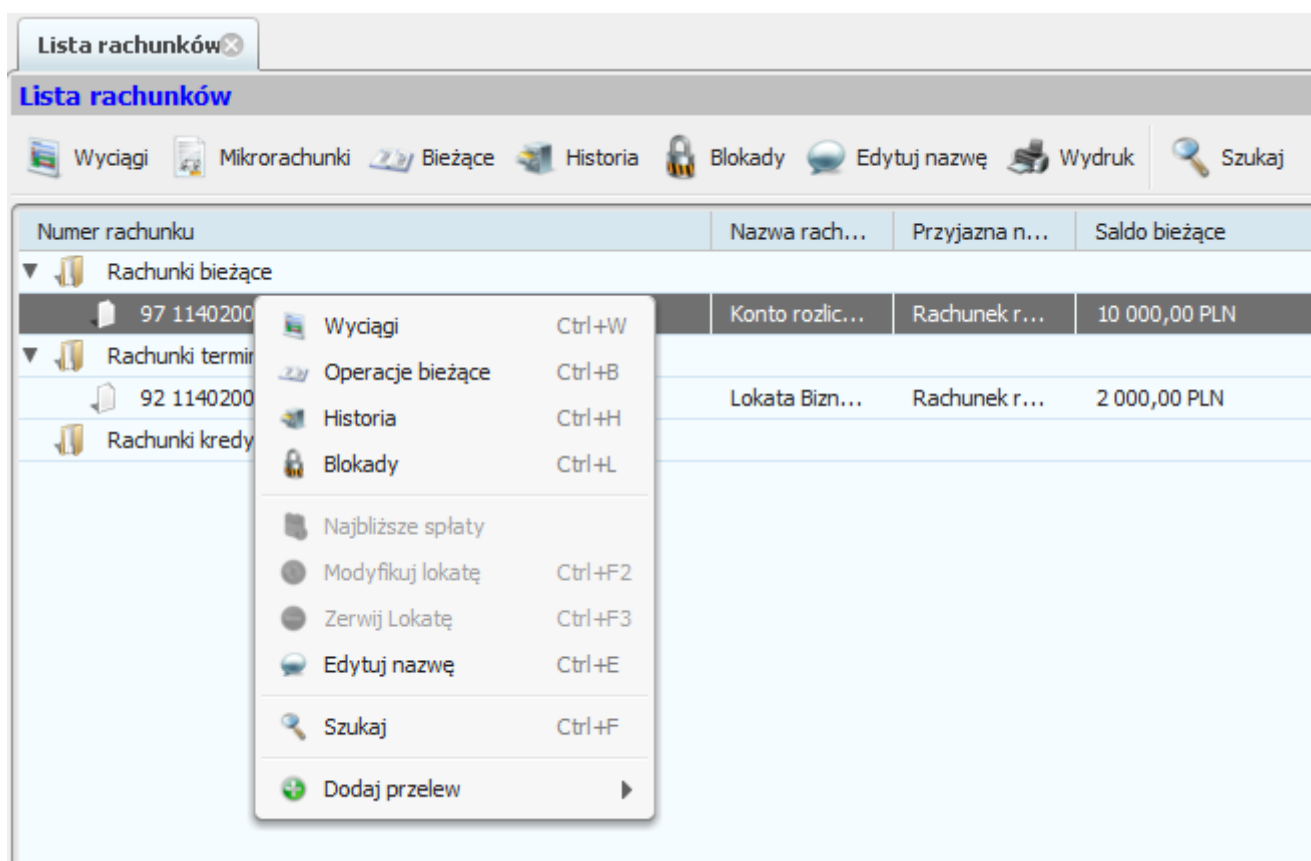 Lista rachunków
Lista rachunków
Wyciągi Mikrorachunki Bieżące Historia Blokady Edytuj nazwę Wydruk Szukaj
Numer rachunku Nazwa rach... Przyjazna n... Saldo bieżące
Rachunki bieżące
97 1140200 Konto rozlic... Rachunek r... 10 000,00 PLN
Rachunki termin
92 1140200 Lokata Bizn... Rachunek r... 2 000,00 PLN
Rachunki kredy
Wyciągi Ctrl+W
Operacje bieżące Ctrl+B
Historia Ctrl+H
Blokady Ctrl+L
Najbliższe spłaty
Modyfikuj lokatę Ctrl+F2
Zerwij Lokatę Ctrl+F3
Edytuj nazwę Ctrl+E
Szukaj Ctrl+F
Dodaj przelew